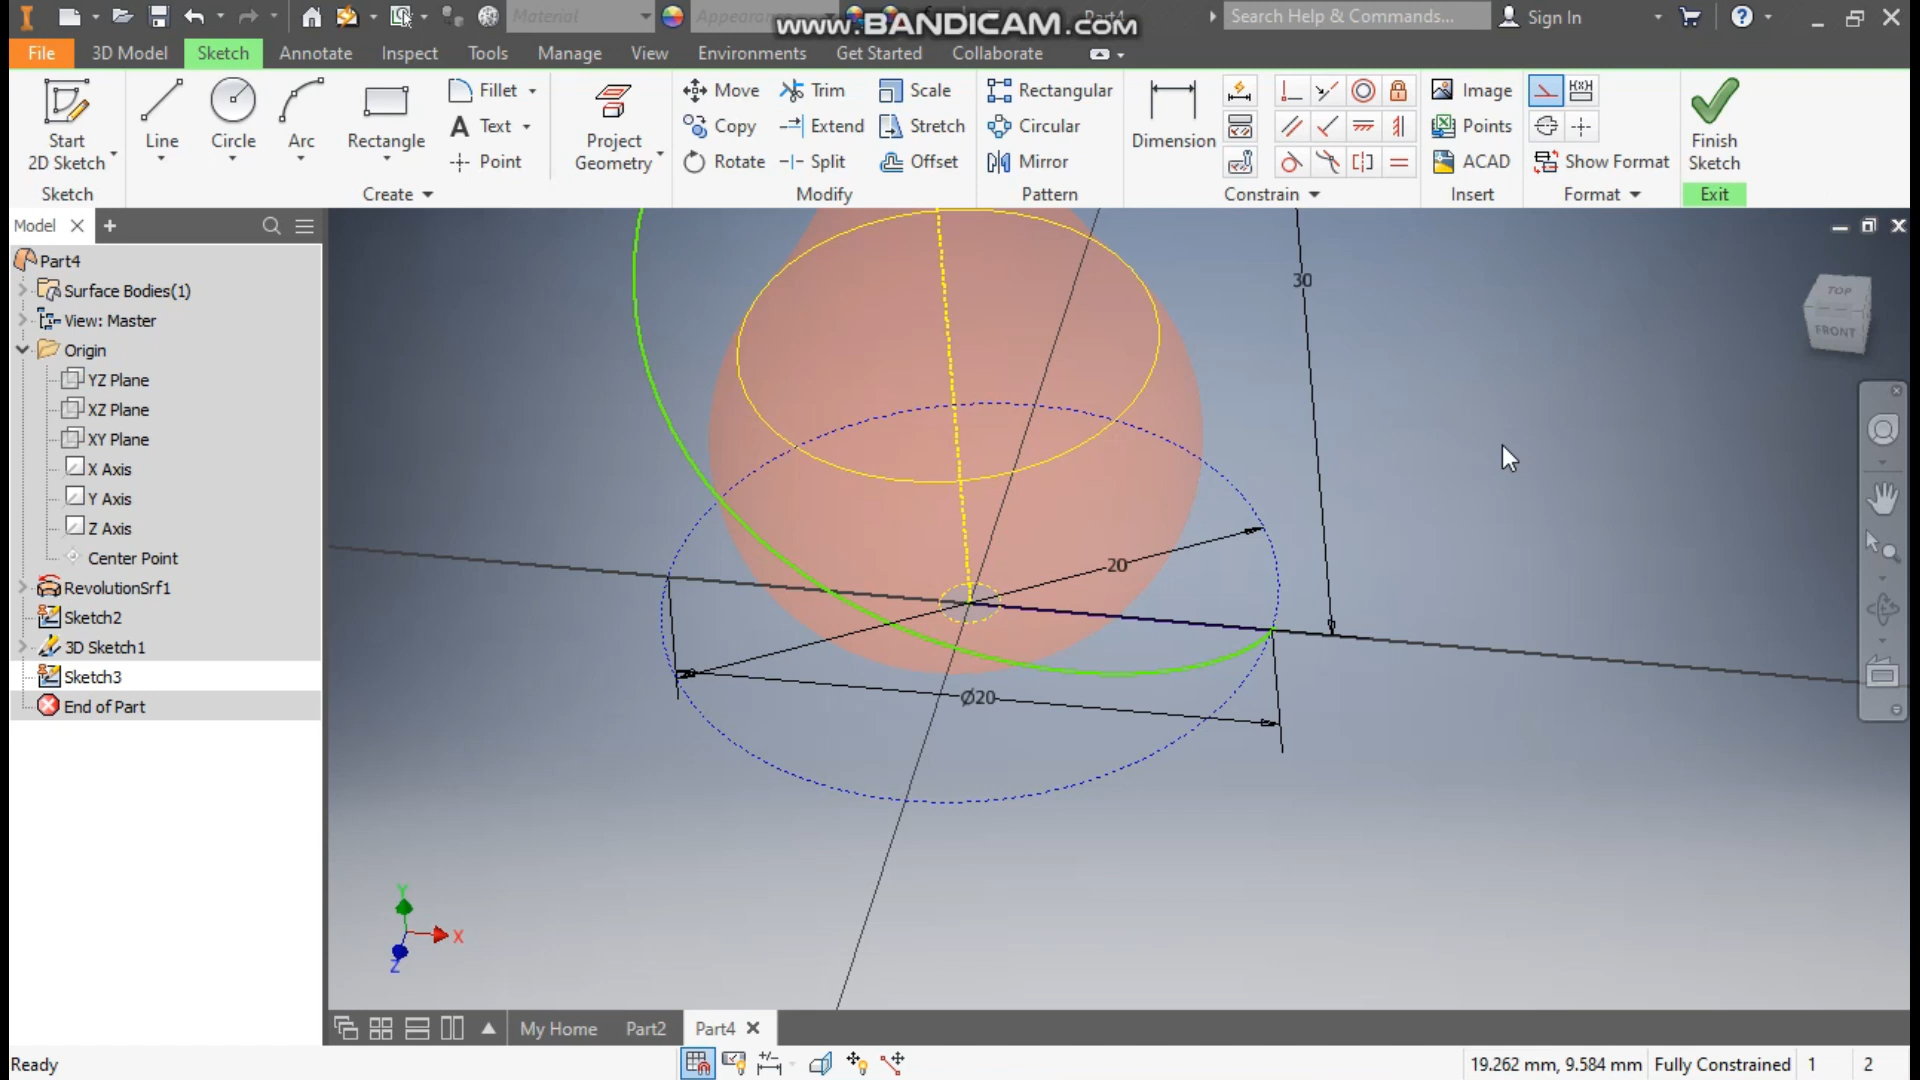 Material
Appearance
www.BANDICAM.com
Part4
Search Help & Commands...
Sign In
File
3D Model
Sketch
Annotate
Inspect
Tools
Manage
View
Environments
Get Started
Collaborate
Start
2D Sketch
Line
Circle
Arc
Rectangle
Fillet
Text
Point
Project
Geometry
Move
Copy
Rotate
Trim
Extend
Split
Scale
Stretch
Offset
Rectangular
Circular
Mirror
Dimension
Image
Points
ACAD
Show Format
Finish
Sketch
Sketch
Create
Modify
Pattern
Constrain
Insert
Format
Exit
Model
Part4
Surface Bodies(1)
View: Master
Origin
YZ Plane
XZ Plane
XY Plane
X Axis
Y Axis
Z Axis
Center Point
RevolutionSrf1
Sketch2
3D Sketch1
Sketch3
End of Part
30
20
Ø20
TOP
FRONT
Y
X
Z
My Home
Part2
Part4
Ready
19.262 mm, 9.584 mm
Fully Constrained
1
2